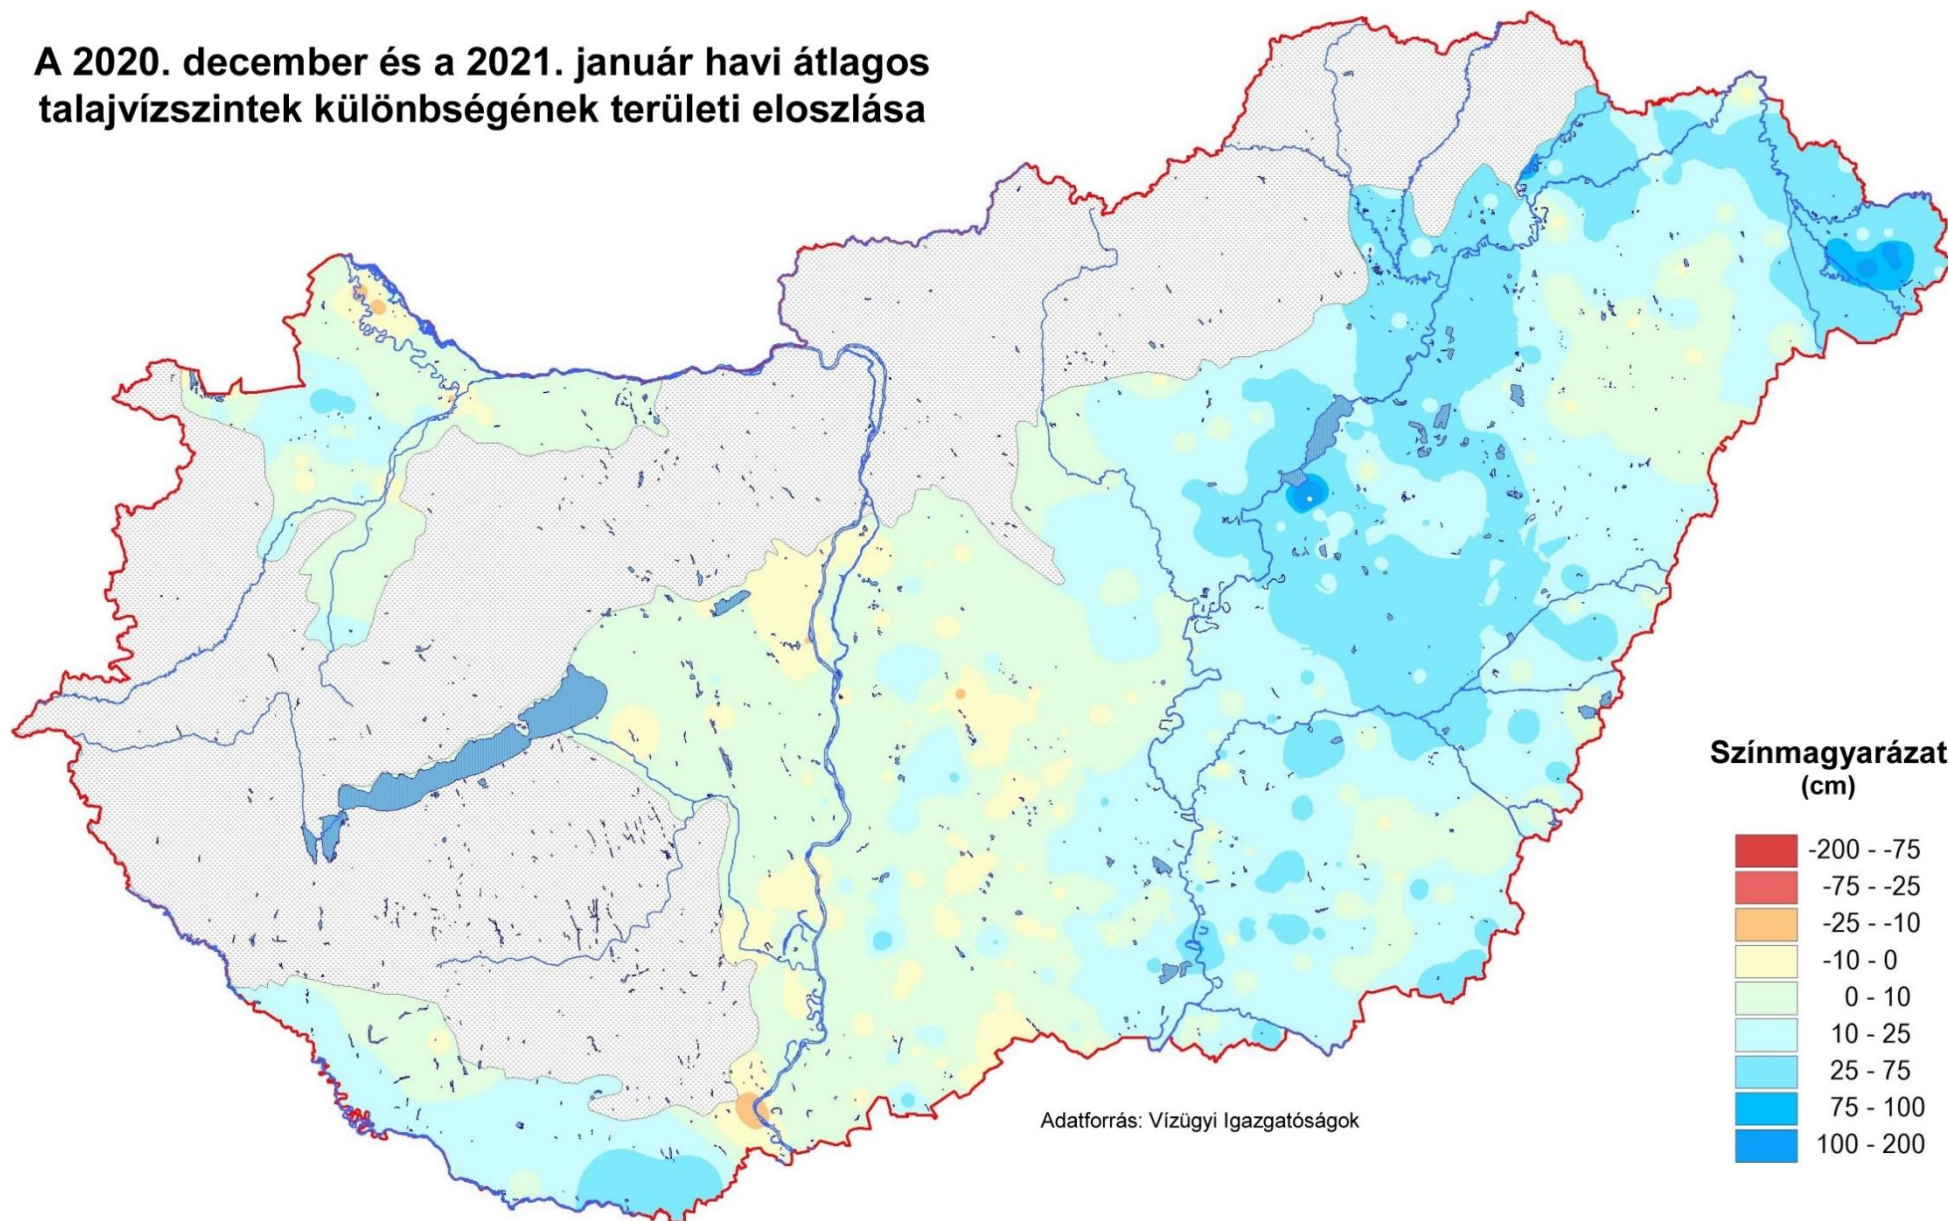 A 2020. december és a 2021. január havi átlagos
talajvízszintek különbségének területi eloszlása
Színmagyarázat
(cm)
-200 - -75
-75 - -25
-25 - -10
-10 - 0
0 - 10
10 - 25
25 - 75
75 - 100
100 - 200
Adatforrás: Vízügyi Igazgatóságok